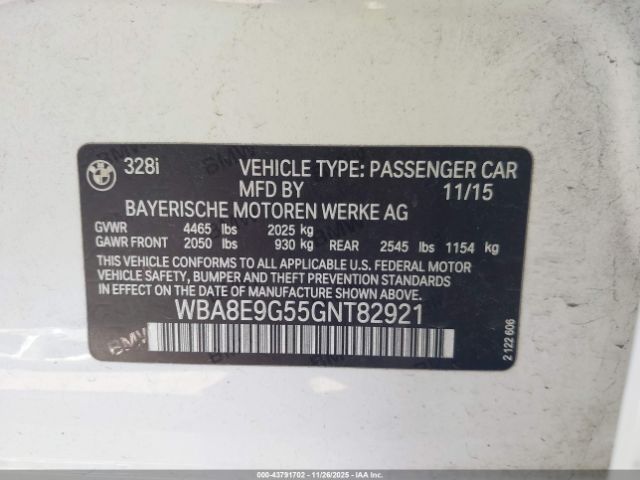 328i
VEHICLE TYPE: PASSENGER CAR
MFD BY 11/15
BAYERISCHE MOTOREN WERKE AG
GVWR 4465 lbs 2025 kg
GAWR FRONT 2050 lbs 930 kg REAR 2545 lbs 1154 kg
THIS VEHICLE CONFORMS TO ALL APPLICABLE U.S. FEDERAL MOTOR
VEHICLE SAFETY, BUMPER AND THEFT PREVENTION STANDARDS
IN EFFECT ON THE DATE OF MANUFACTURE SHOWN ABOVE.
WBA8E9G55GNT82921
2 122 606
BMW
000-43791702 - 11/26/2025 - IAAI Copart